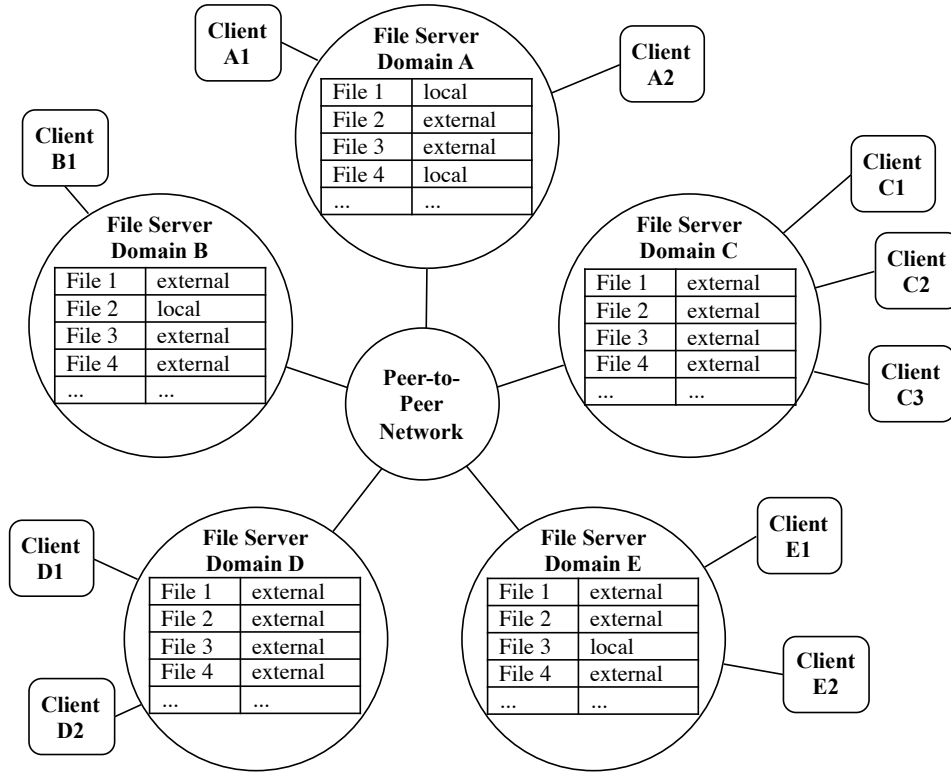 Client
A1
File Server
Domain A
File 1 local
File 2 external
File 3 external
File 4 local
... ...
Client
A2
Client
B1
File Server
Domain B
File 1 external
File 2 local
File 3 external
File 4 external
... ...
File Server
Domain C
File 1 external
File 2 external
File 3 external
File 4 external
... ...
Client
C1
Client
C2
Client
C3
Peer-to-
Peer
Network
Client
D1
Client
D2
File Server
Domain D
File 1 external
File 2 external
File 3 external
File 4 external
... ...
File Server
Domain E
File 1 external
File 2 external
File 3 local
File 4 external
... ...
Client
E1
Client
E2